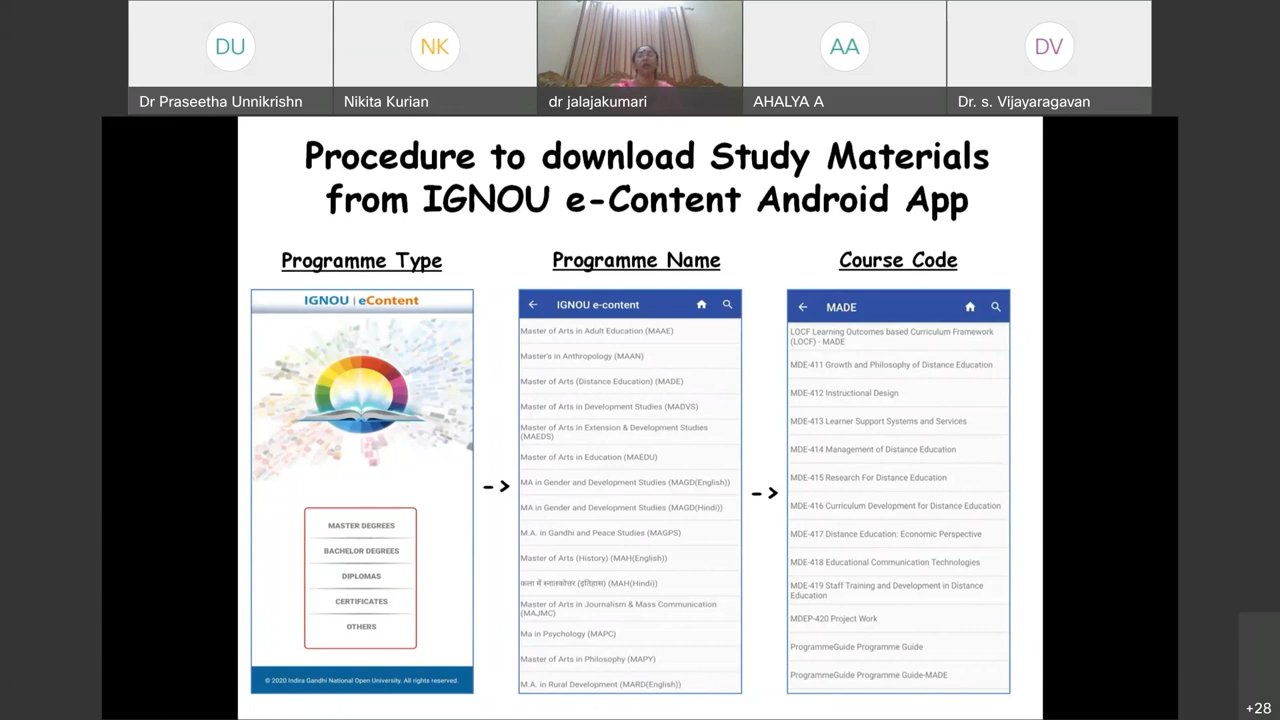 DU
NK
AA
DV
Dr Praseetha Unnikrishn
Nikita Kurian
dr jalajakumari
AHALYA A
Dr. s. Vijayaragavan
Procedure to download Study Materials
from IGNOU e-Content Android App
Programme Type
IGNOU | eContent
MASTER DEGREES
BACHELOR DEGREES
DIPLOMAS
CERTIFICATES
OTHERS
© 2020 Indira Gandhi National Open University. All rights reserved.
Programme Name
IGNOU e-content
Master of Arts in Adult Education (MAAE)
Master's in Anthropology (MAAN)
Master of Arts (Distance Education) (MADE)
Master of Arts in Development Studies (MADVS)
Master of Arts in Extension & Development Studies
(MAEDS)
Master of Arts in Education (MAEDU)
MA in Gender and Development Studies (MAGD(English))
MA in Gender and Development Studies (MAGD(Hindi))
M.A. in Gandhi and Peace Studies (MAGPS)
Master of Arts (History) (MAH(English))
कला में स्नातकोत्तर (इतिहास) (MAH(Hindi))
Master of Arts in Journalism & Mass Communication
(MAJMC)
Ma in Psychology (MAPC)
Master of Arts in Philosophy (MAPY)
M.A. in Rural Development (MARD(English))
Course Code
MADE
LOCF Learning Outcomes based Curriculum Framework
(LOCF) - MADE
MDE-411 Growth and Philosophy of Distance Education
MDE-412 Instructional Design
MDE-413 Learner Support Systems and Services
MDE-414 Management of Distance Education
MDE-415 Research For Distance Education
MDE-416 Curriculum Development for Distance Education
MDE-417 Distance Education: Economic Perspective
MDE-418 Educational Communication Technologies
MDE-419 Staff Training and Development in Distance
Education
MDEP-420 Project Work
ProgrammeGuide Programme Guide
ProgrammeGuide Programme Guide-MADE
+28